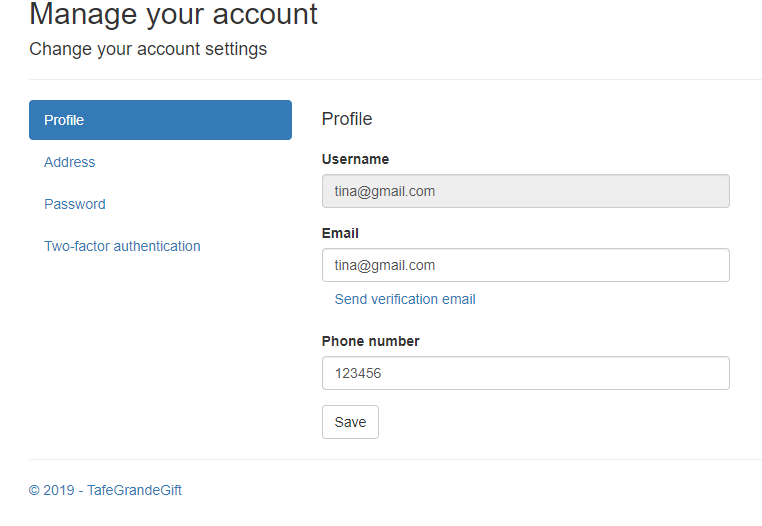 Manage your account
Change your account settings
Profile
Address
Password
Two-factor authentication
Profile
Username
tina@gmail.com
Email
tina@gmail.com
Send verification email
Phone number
123456
Save
© 2019 - TafeGrandeGift